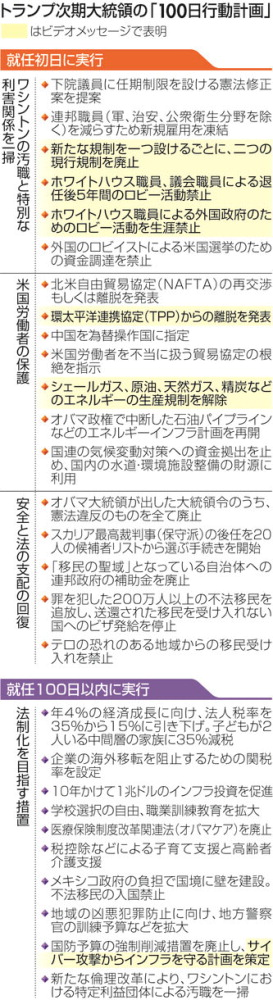 トランプ次期大統領の「100日行動計画」
はビデオメッセージで表明
就任初日に実行
ワシントンの汚職と特別な
利害関係を一掃
下院議員に任期制限を設ける憲法修正
案を提案
連邦職員(軍、治安、公衆衛生分野を除
く)を減らすため新規雇用を凍結
新たな規制を一つ設けるごとに、二つの
現行規制を廃止
ホワイトハウス職員、議会職員による退
任後5年間のロビー活動禁止
ホワイトハウス職員による外国政府のた
めのロビー活動を生涯禁止
外国のロビイストによる米国選挙のため
の資金調達を禁止
米国労働者の保護
北米自由貿易協定(NAFTA)の再交渉
もしくは離脱を発表
環太平洋連携協定(TPP)からの離脱を発表
中国を為替操作国に指定
米国労働者を不当に扱う貿易協定の根
絶を指示
シェールガス、原油、天然ガス、精炭など
のエネルギーの生産規制を解除
オバマ政権で中断した石油パイプライン
などのエネルギーインフラ計画を再開
国連の気候変動対策への資金拠出を止
め、国内の水道・環境施設整備の財源に
利用
安全と法の支配の回復
オバマ大統領が出した大統領令のうち、
憲法違反のものを全て廃止
スカリア最高裁判事(保守派)の後任を20
人の候補者リストから選ぶ手続きを開始
「移民の聖域」となっている自治体への
連邦政府の補助金を廃止
罪を犯した200万人以上の不法移民を
追放し、送還された移民を受け入れない
国へのビザ発給を停止
テロの恐れのある地域からの移民受け
入れを禁止
就任100日以内に実行
法制化を目指す措置
年4%の経済成長に向け、法人税率を
35%から15%に引き下げ。子どもが2
人いる中間層の家族に35%減税
企業の海外移転を阻止するための関税
率を設定
10年かけて1兆ドルのインフラ投資を促進
学校選択の自由、職業訓練教育を拡大
医療保険制度改革関連法(オバマケア)を廃止
税控除などによる子育て支援と高齢者
介護支援
メキシコ政府の負担で国境に壁を建設。
不法移民の入国禁止
地域の凶悪犯罪防止に向け、地方警察
官の訓練予算などを拡大
国防予算の強制削減措置を廃止し、サイ
バー攻撃からインフラを守る計画を策定
新たな倫理改革により、ワシントンにお
ける特定利益団体による汚職を一掃